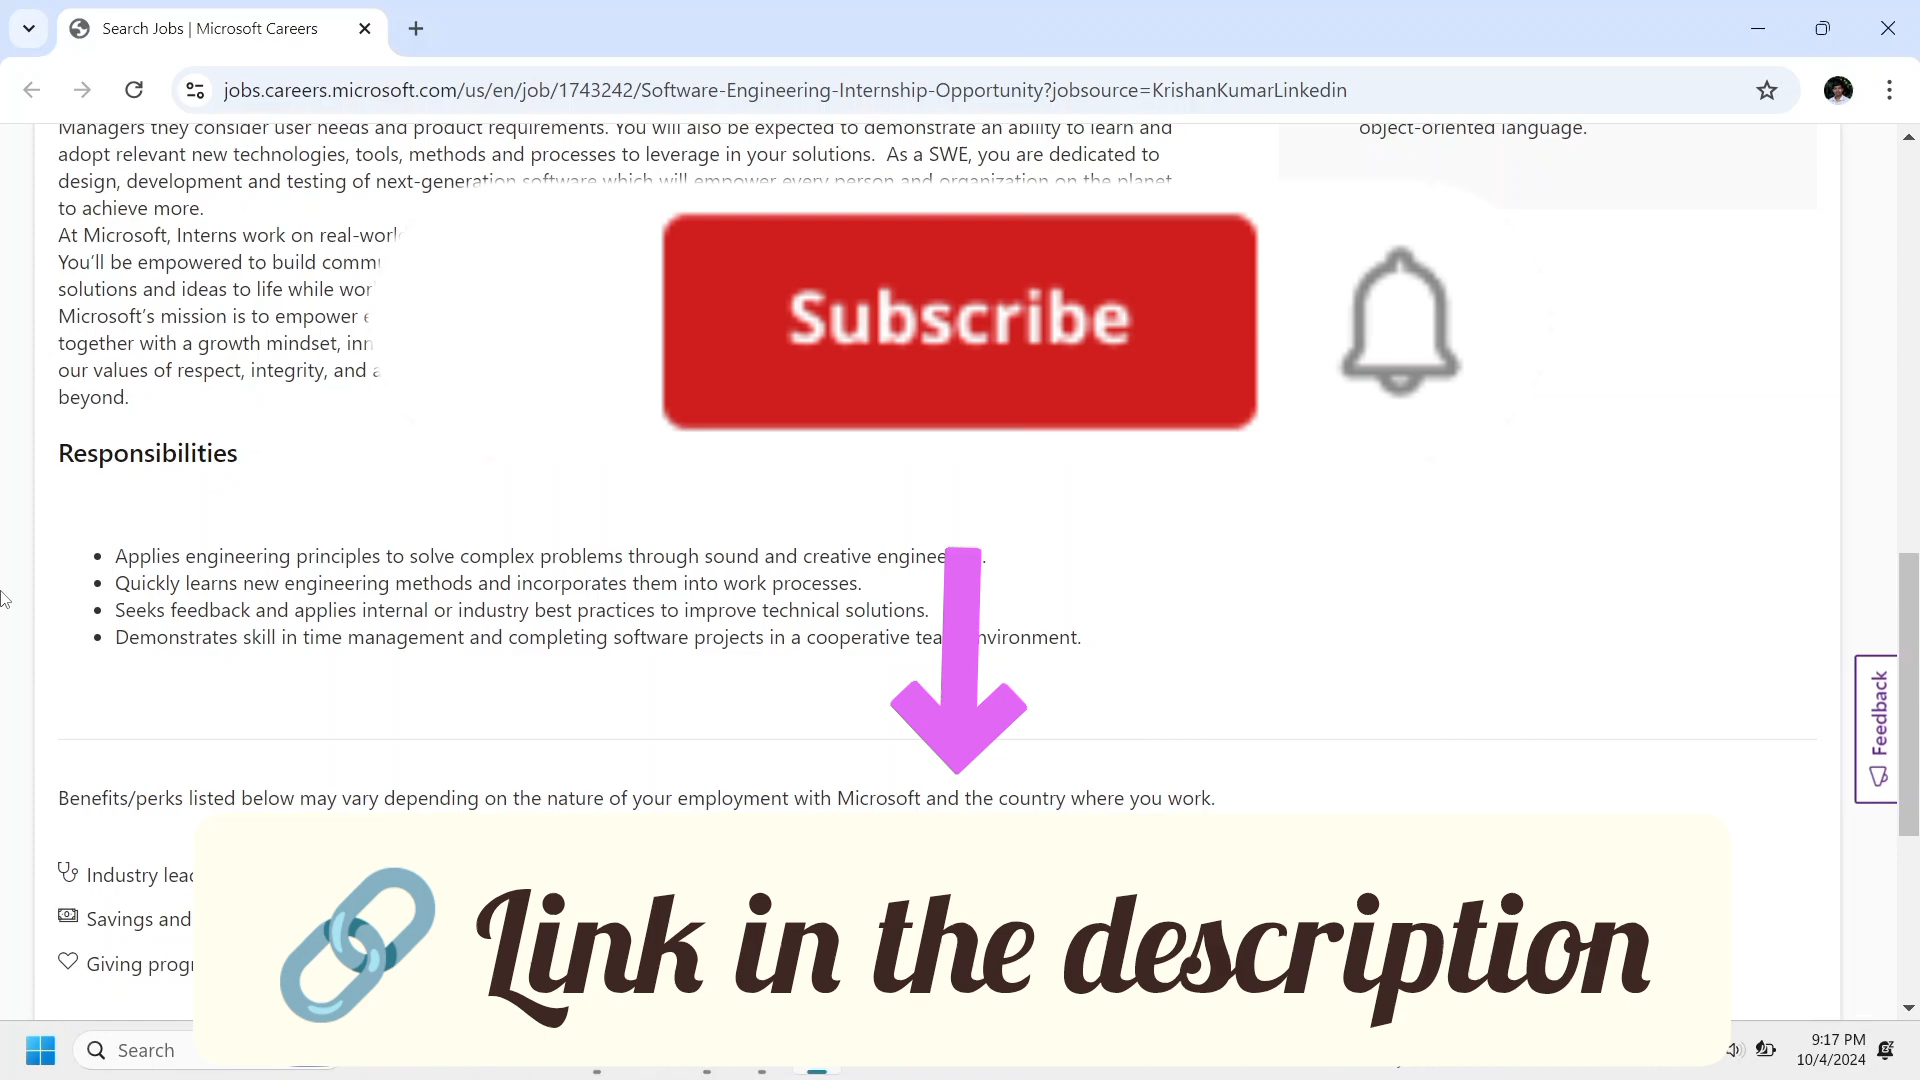 Search Jobs | Microsoft Careers
jobs.careers.microsoft.com/us/en/job/1743242/Software-Engineering-Internship-Opportunity?jobsource=KrishanKumarLinkedin
Managers they consider user needs and product requirements. You will also be expected to demonstrate an ability to learn and
object-oriented language.
adopt relevant new technologies, tools, methods and processes to leverage in your solutions.  As a SWE, you are dedicated to
design, development and testing of next-generation software which will empower every person and organization on the planet
to achieve more.
At Microsoft, Interns work on real-world
You’ll be empowered to build commu
solutions and ideas to life while wor
Microsoft’s mission is to empower e
together with a growth mindset, inn
our values of respect, integrity, and a
beyond.
Subscribe
Responsibilities
Applies engineering principles to solve complex problems through sound and creative enginee
Quickly learns new engineering methods and incorporates them into work processes.
Seeks feedback and applies internal or industry best practices to improve technical solutions.
Demonstrates skill in time management and completing software projects in a cooperative tea nvironment.
Feedback
Benefits/perks listed below may vary depending on the nature of your employment with Microsoft and the country where you work.
Industry lead
Savings and
Giving progr
Link in the description
Search
9:17 PM
10/4/2024